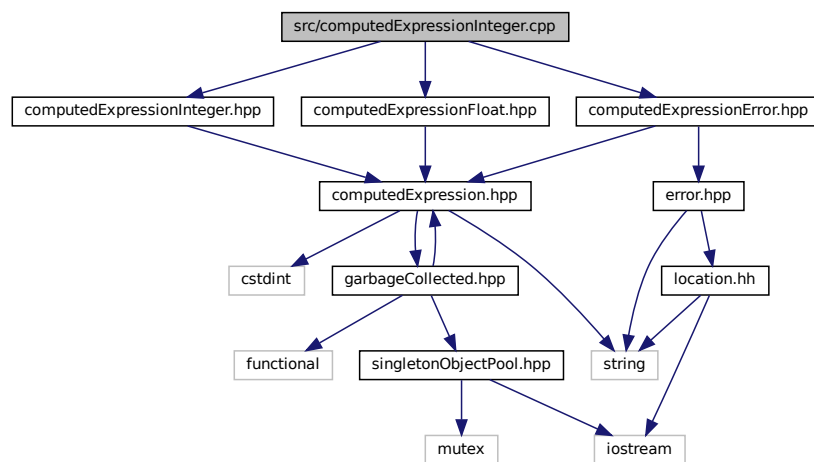 src/computedExpressionInteger.cpp
computedExpressionInteger.hpp
computedExpressionFloat.hpp
computedExpressionError.hpp
computedExpression.hpp
error.hpp
cstdint
garbageCollected.hpp
location.hh
functional
singletonObjectPool.hpp
string
mutex
iostream